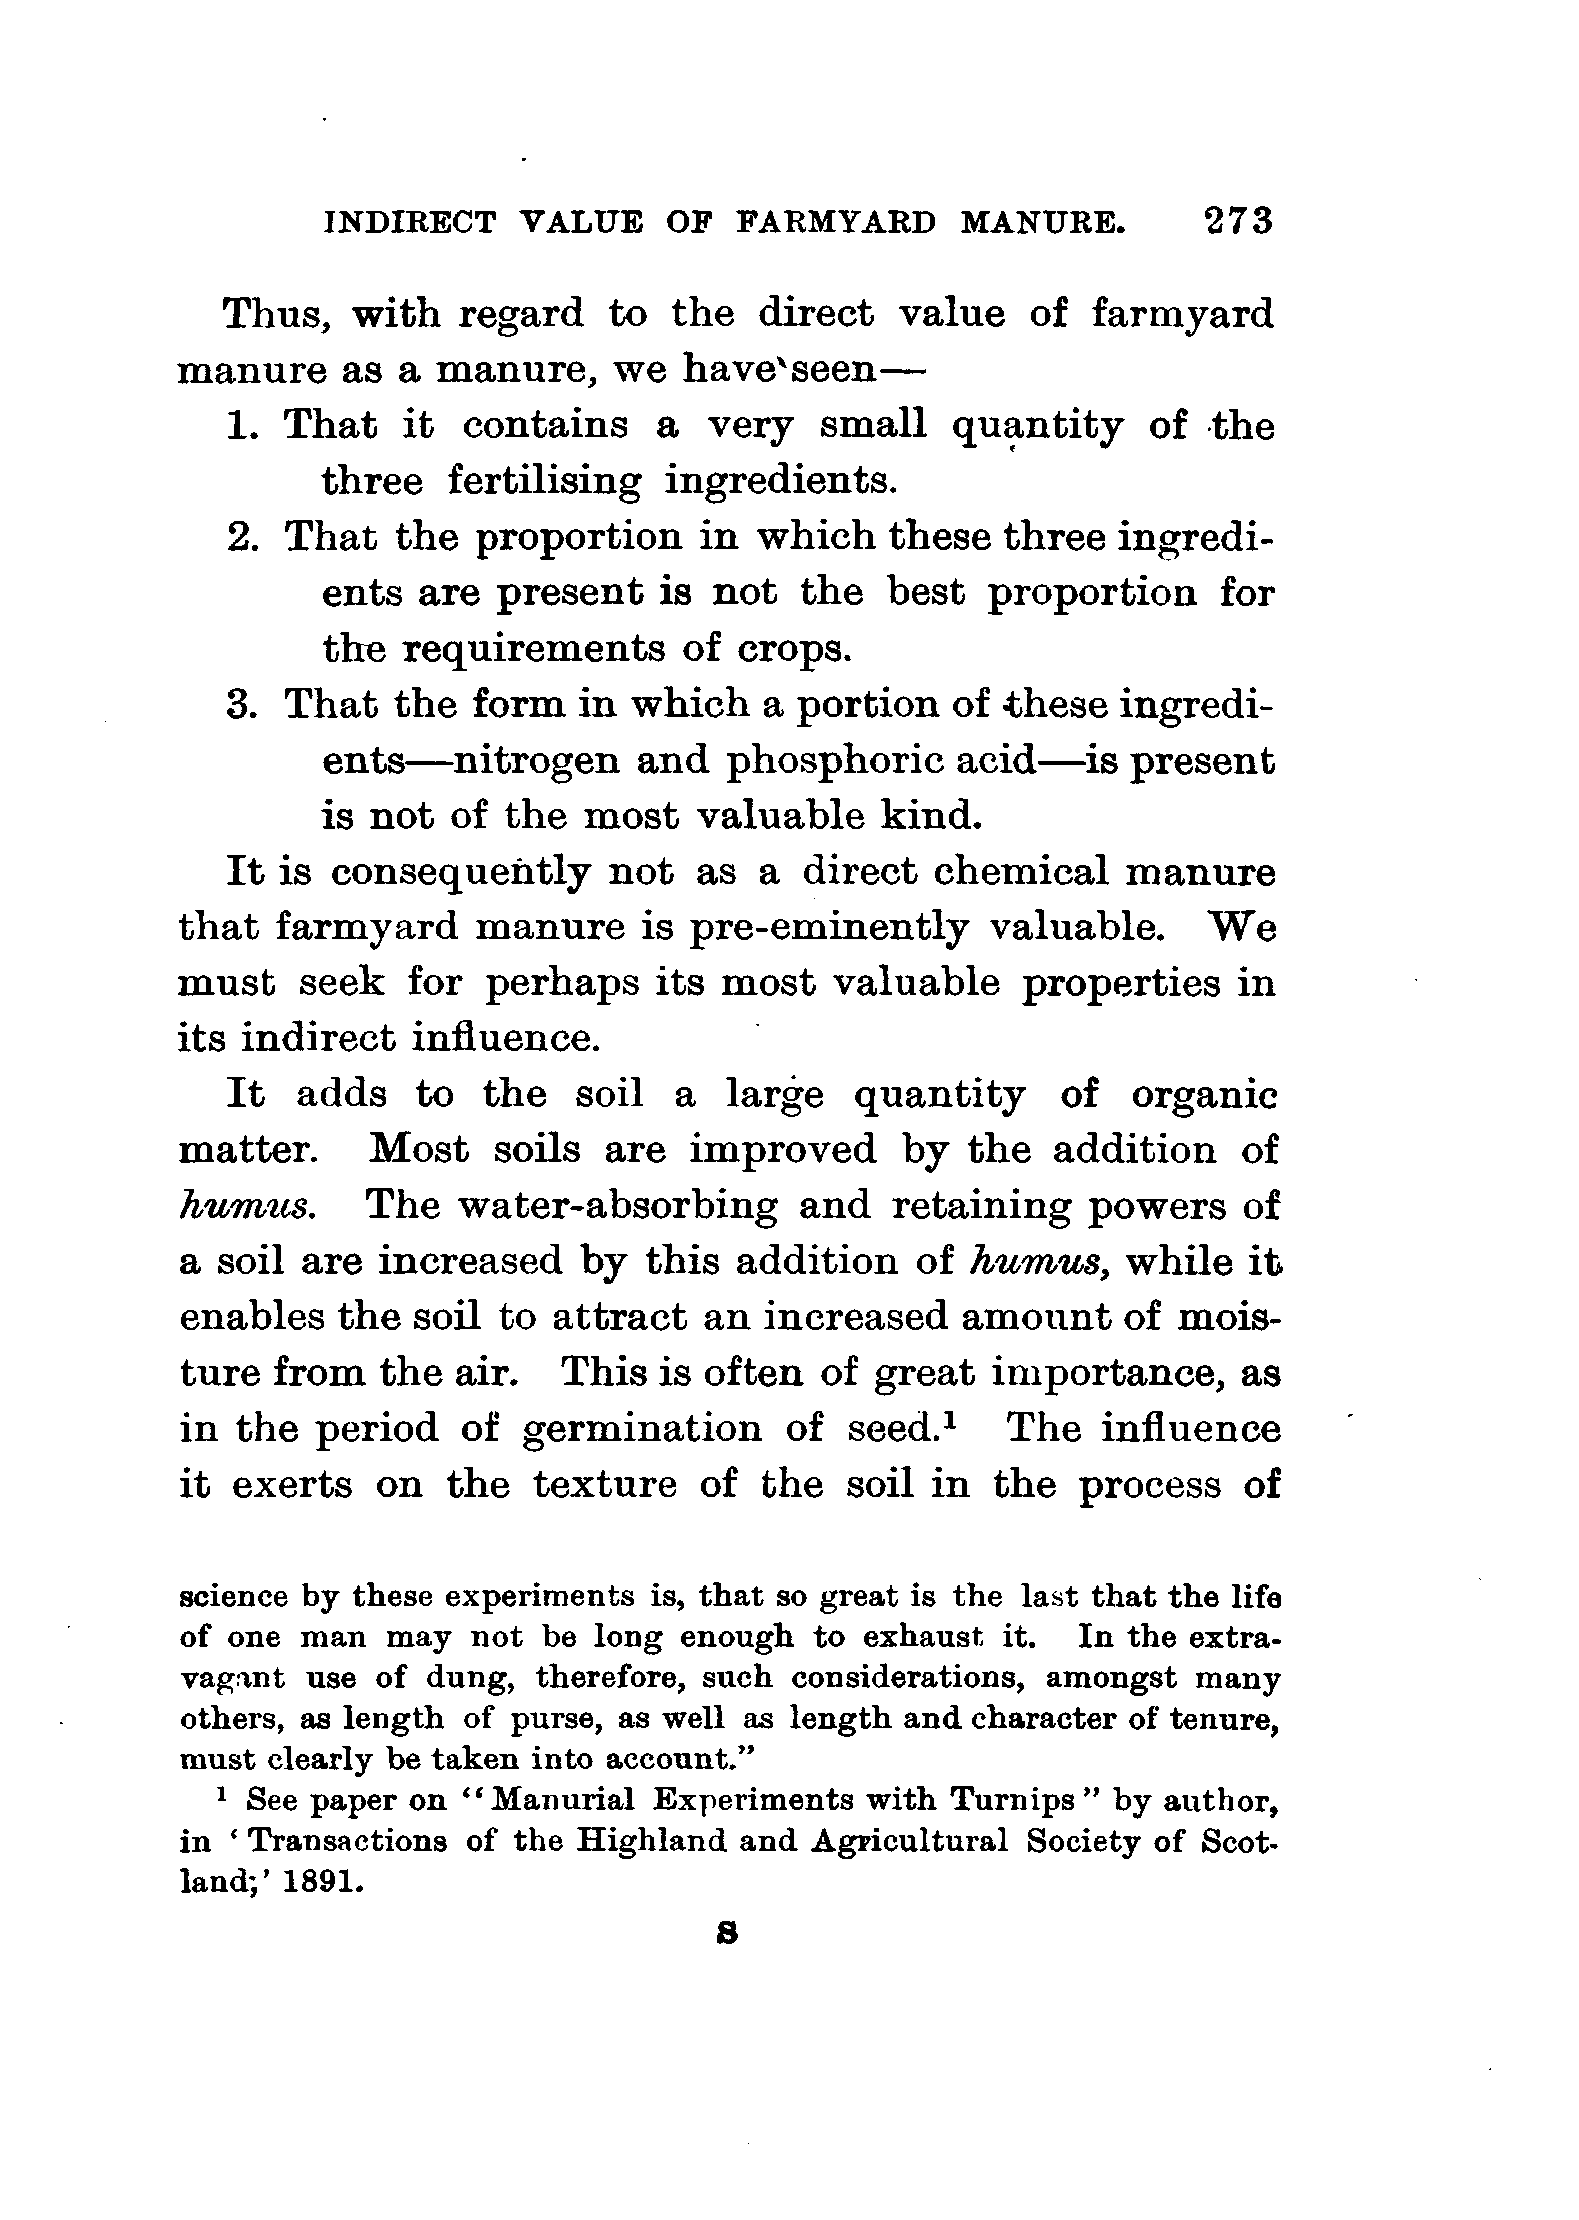 INDIRECT VALUE OF FARMYARD MANURE. 273
Thus, with regard to the direct value of farmyard
manure as a manure, we have seen—
1. That it contains a very small quantity of the
three fertilising ingredients.
2. That the proportion in which these three ingredi-
ents are present is not the best proportion for
the requirements of crops.
3. That the form in which a portion of these ingredi-
ents—nitrogen and phosphoric acid—is present
is not of the most valuable kind.
It is consequently not as a direct chemical manure
that farmyard manure is pre-eminently valuable. We
must seek for perhaps its most valuable properties in
its indirect influence.
It adds to the soil a large quantity of organic
matter. Most soils are improved by the addition of
humus. The water-absorbing and retaining powers of
a soil are increased by this addition of humus, while it
enables the soil to attract an increased amount of mois-
ture from the air. This is often of great importance, as
in the period of germination of seed.¹ The influence
it exerts on the texture of the soil in the process of
science by these experiments is, that so great is the last that the life
of one man may not be long enough to exhaust it. In the extra-
vagant use of dung, therefore, such considerations, amongst many
others, as length of purse, as well as length and character of tenure,
must clearly be taken into account."
¹ See paper on "Manurial Experiments with Turnips" by author,
in 'Transactions of the Highland and Agricultural Society of Scot-
land;' 1891.
S